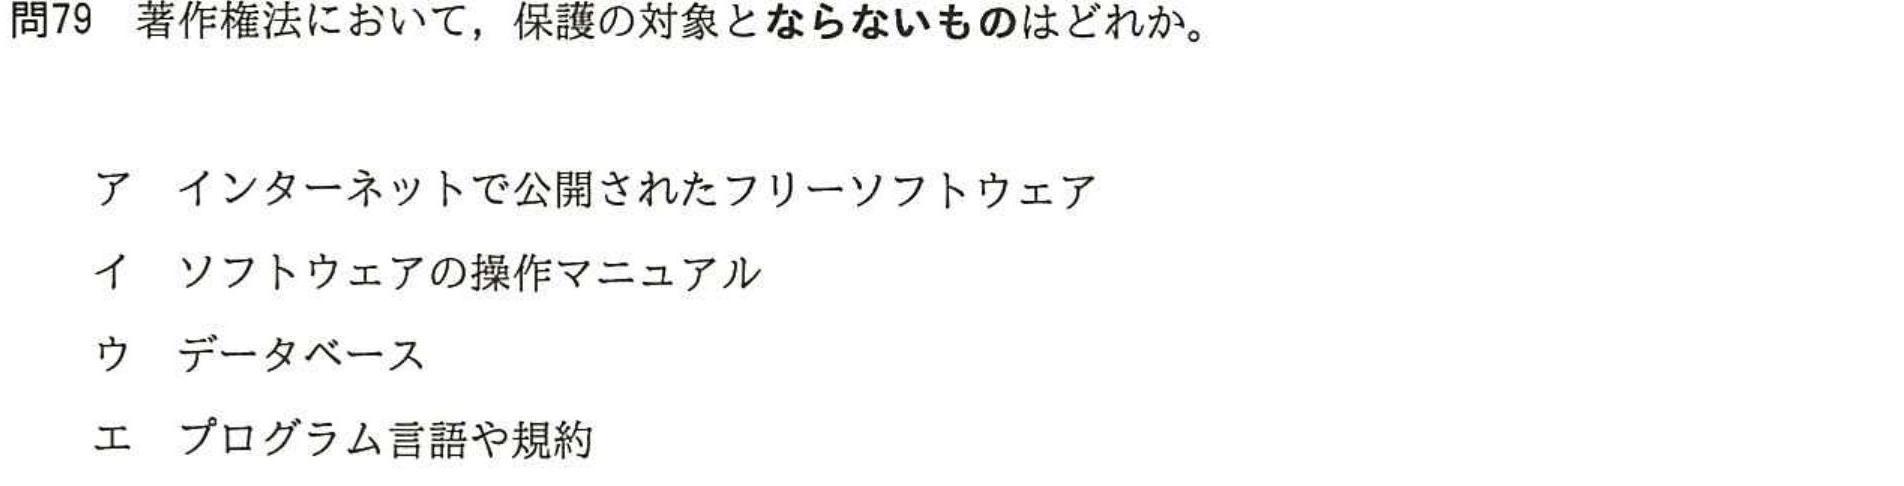 問79　著作権法において，保護の対象とならないものはどれか。
ア　インターネットで公開されたフリーソフトウェア
イ　ソフトウェアの操作マニュアル
ウ　データベース
エ　プログラム言語や規約